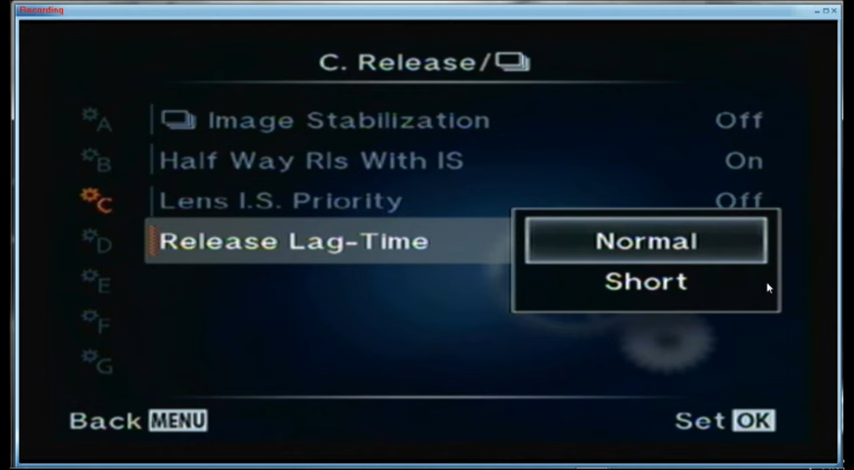 Recording
C. Release/
A
Image Stabilization Off
B
Half Way Rls With IS On
C
Lens I.S. Priority Off
D
Release Lag-Time Normal
Short
E
F
G
Back MENU Set OK